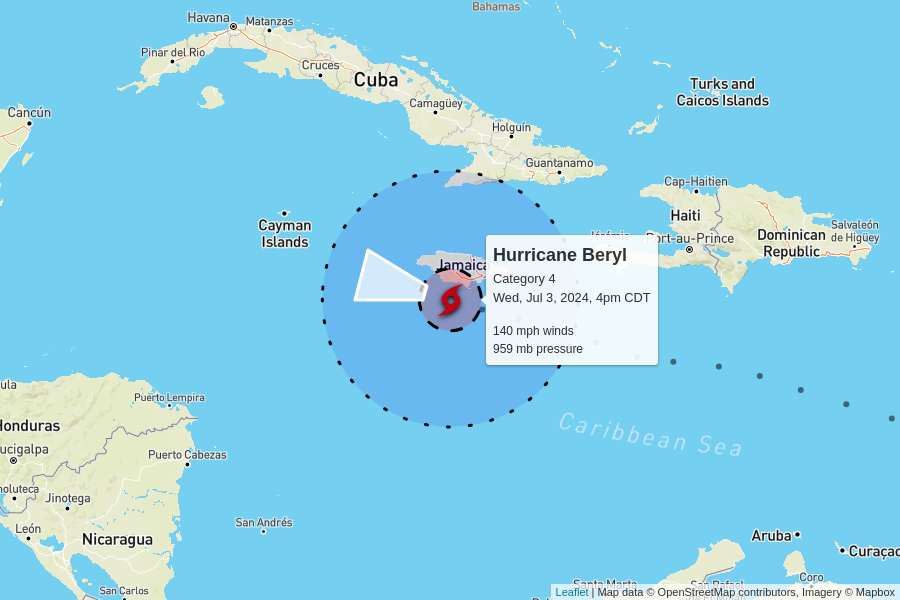 Bahamas
Havana
Matanzas
Pinar del Rio
Cruces
Cuba
Turks and
Caicos Islands
Camagüey
Cancún
Holguín
Guantanamo
Cap-Haitien
Haiti
Cayman
Islands
Salvaleón
de Higüey
Dominican
Republic
Port-au-Prince
Jamaica
Hurricane Beryl
Category 4
Wed, Jul 3, 2024, 4pm CDT
140 mph winds
959 mb pressure
ula
Puerto Lempira
Honduras
Caribbean Sea
ucigalpa
Puerto Cabezas
noluteca
Jinotega
San Andrés
León
Nicaragua
Aruba
Curaçao
Coro
San Carlos
Santa Marta
San Rafael
Leaflet | Map data © OpenStreetMap contributors, Imagery © Mapbox